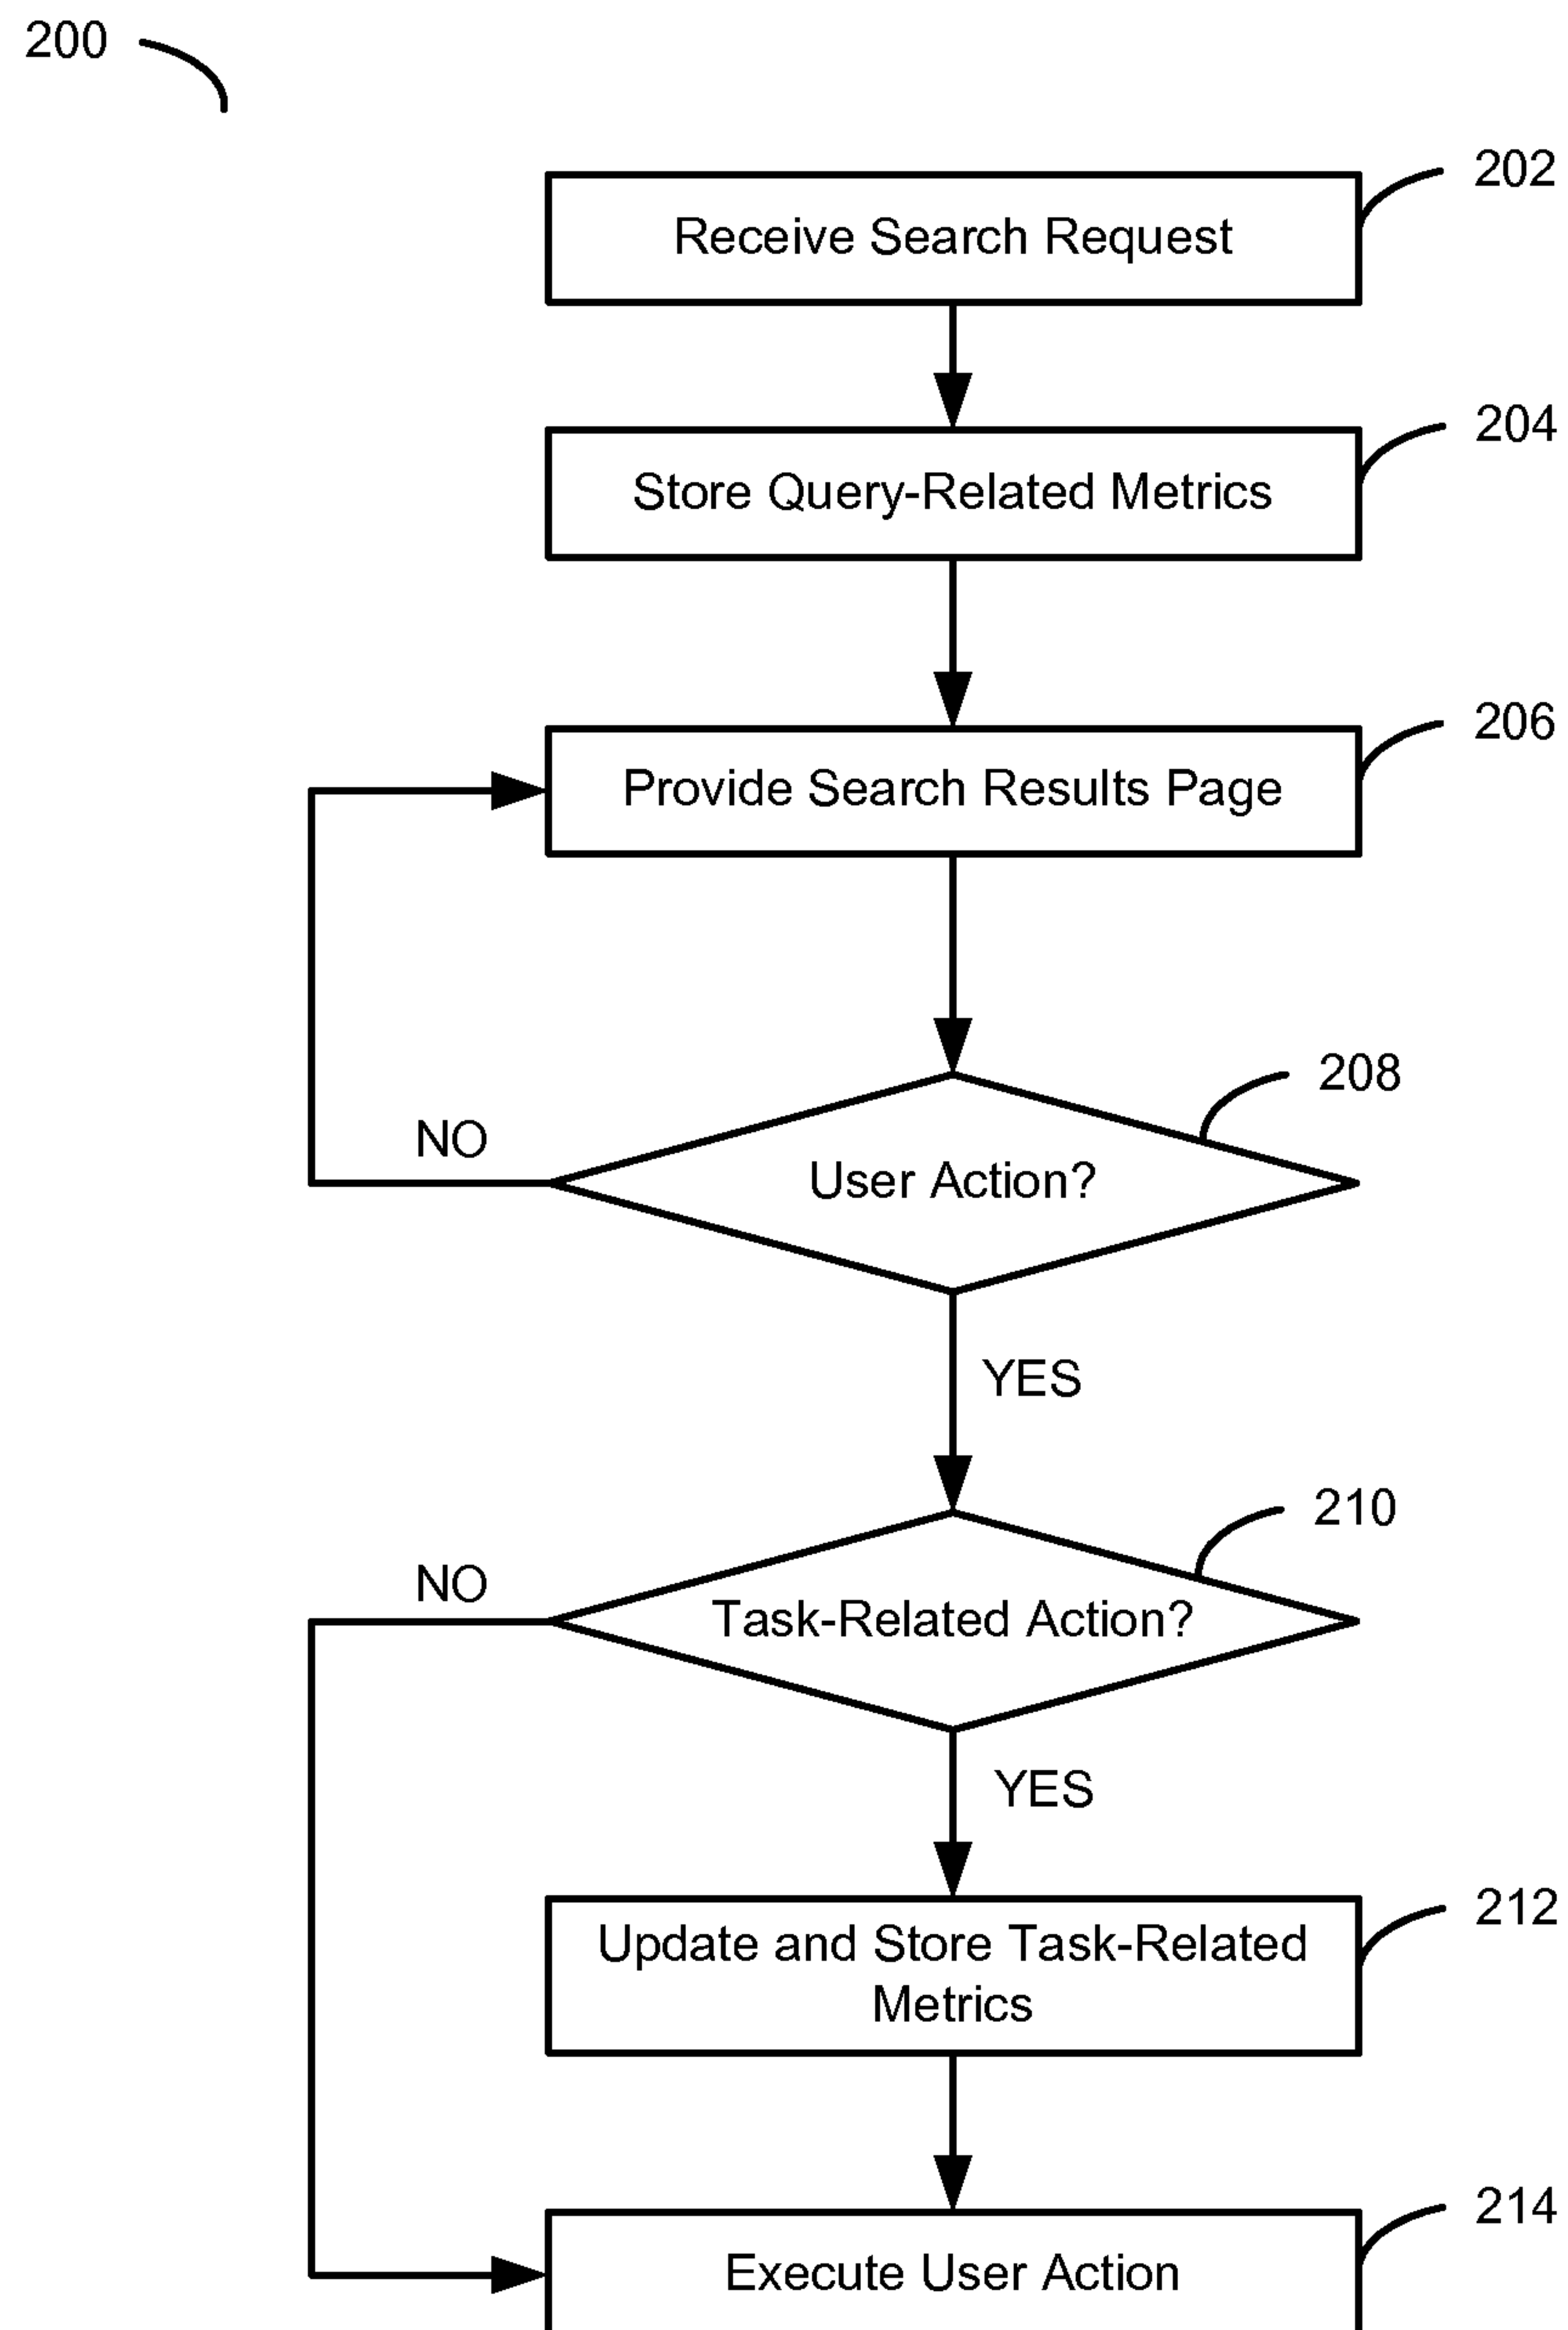 200
202
Receive Search Request
204
Store Query-Related Metrics
206
Provide Search Results Page
208
NO
User Action?
YES
210
NO
Task-Related Action?
YES
212
Update and Store Task-Related
Metrics
214
Execute User Action